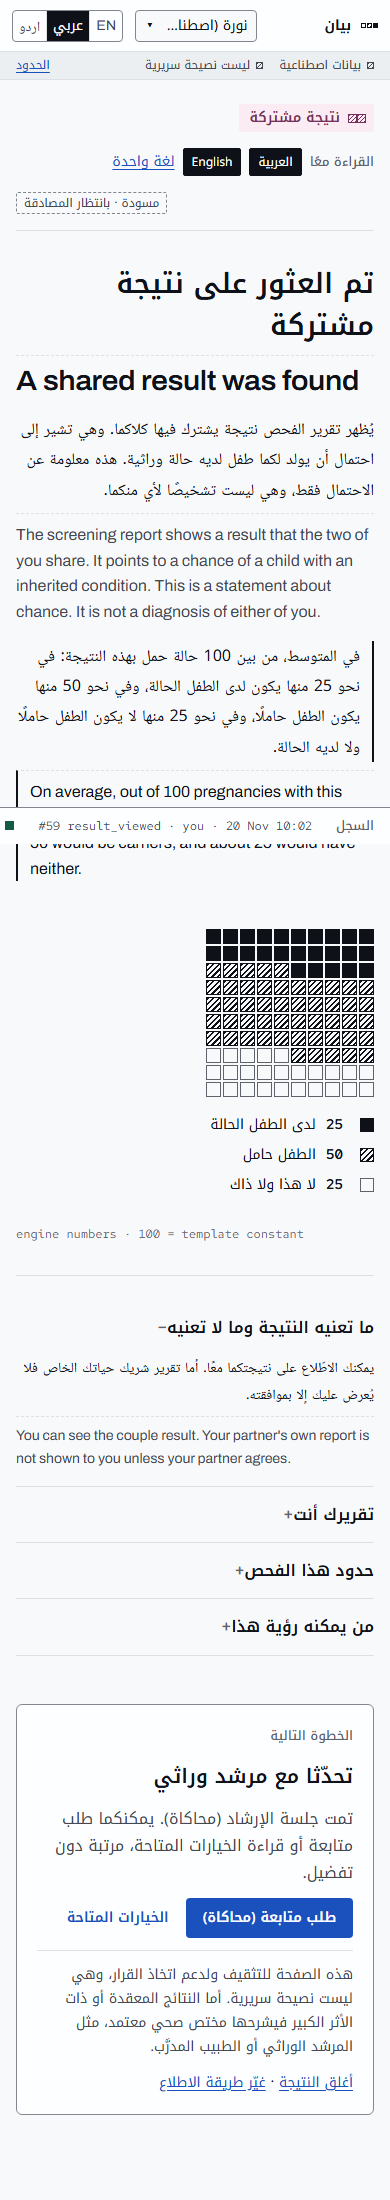 بيان
نورة (اصطنا...
EN عربي اردو
بيانات اصطناعية ليست نصيحة سريرية الحدود
نتيجة مشتركة
القراءة معًا العربية English لغة واحدة
مسودة · بانتظار المصادقة
تم العثور على نتيجة
مشتركة
A shared result was found
يُظهر تقرير الفحص نتيجة يشترك فيها كلاكما. وهي تشير إلى
احتمال أن يولد لكما طفل لديه حالة وراثية. هذه معلومة عن
الاحتمال فقط، وهي ليست تشخيصًا لأي منكما.
The screening report shows a result that the two of
you share. It points to a chance of a child with an
inherited condition. This is a statement about
chance. It is not a diagnosis of either of you.
في المتوسط، من بين 100 حالة حمل بهذه النتيجة: في
نحو 25 منها يكون لدى الطفل الحالة، وفي نحو 50 منها
يكون الطفل حاملًا، وفي نحو 25 منها لا يكون الطفل حاملًا
ولا لديه الحالة.
On average, out of 100 pregnancies with this
السجل #59 result_viewed · you · 20 Nov 10:02
50 would be carriers, and about 25 would have
neither.
25 لدى الطفل الحالة
50 الطفل حامل
25 لا هذا ولا ذاك
engine numbers · 100 = template constant
ما تعنيه النتيجة وما لا تعنيه−
يمكنك الاطّلاع على نتيجتكما معًا. أما تقرير شريك حياتك الخاص فلا
يُعرض عليك إلا بموافقته.
You can see the couple result. Your partner's own report is
not shown to you unless your partner agrees.
تقريرك أنت+
حدود هذا الفحص+
من يمكنه رؤية هذا+
الخطوة التالية
تحدّثا مع مرشد وراثي
تمت جلسة الإرشاد (محاكاة). يمكنكما طلب
متابعة أو قراءة الخيارات المتاحة، مرتبة دون
تفضيل.
طلب متابعة (محاكاة) الخيارات المتاحة
هذه الصفحة للتثقيف ولدعم اتخاذ القرار، وهي
ليست نصيحة سريرية. أما النتائج المعقدة أو ذات
الأثر الكبير فيشرحها مختص صحي معتمد، مثل
المرشد الوراثي أو الطبيب المدرَّب.
أغلق النتيجة · غيّر طريقة الاطلاع